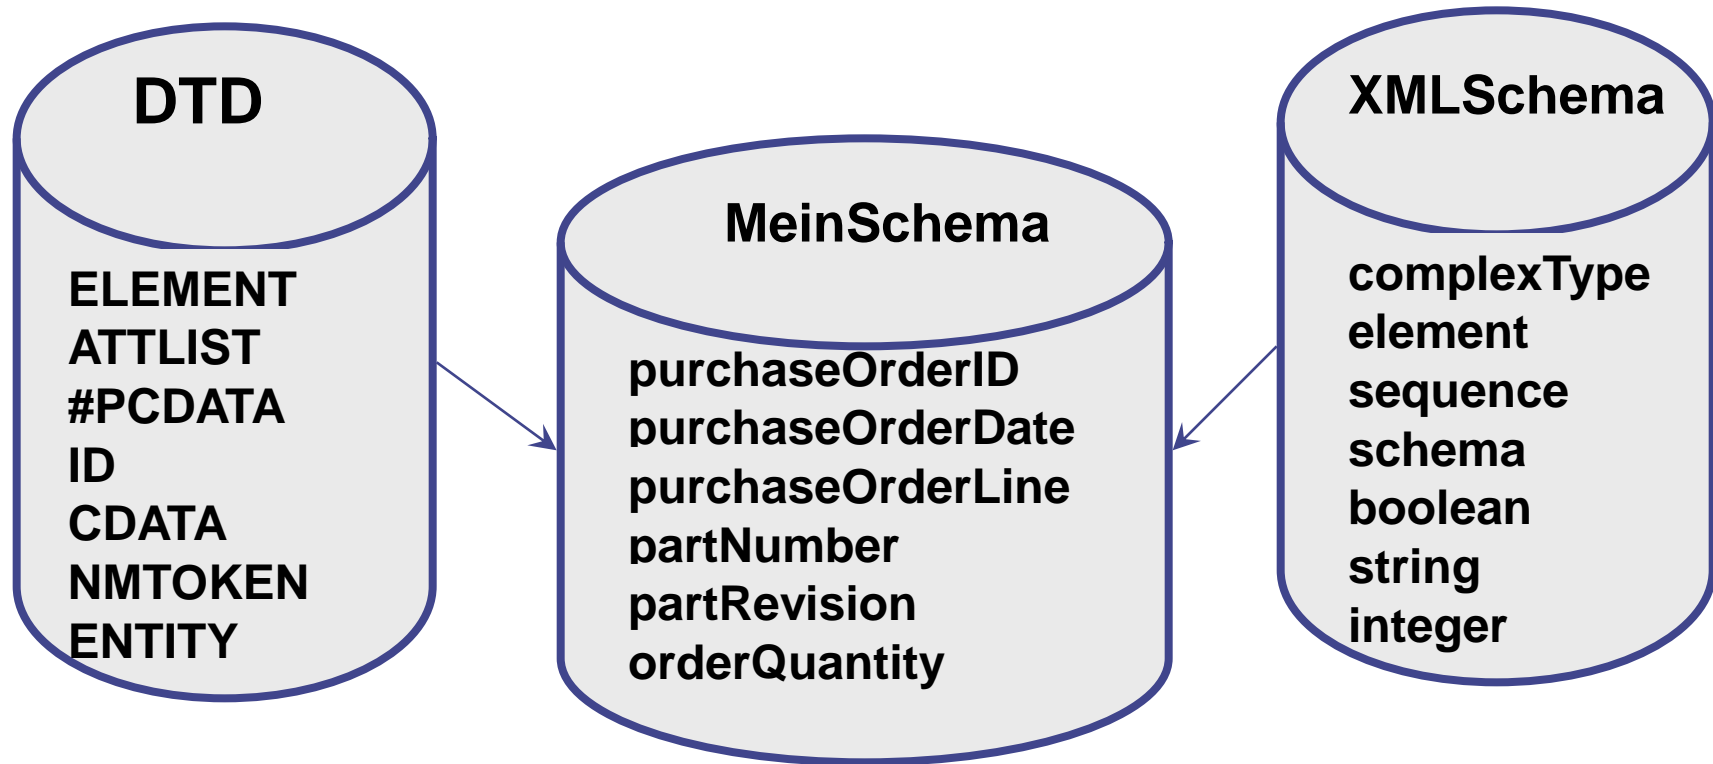 DTD
ELEMENT
ATTLIST
#PCDATA
ID
CDATA
NMTOKEN
ENTITY
MeinSchema
purchaseOrderID
purchaseOrderDate
purchaseOrderLine
partNumber
partRevision
orderQuantity
XMLSchema
complexType
element
sequence
schema
boolean
string
integer